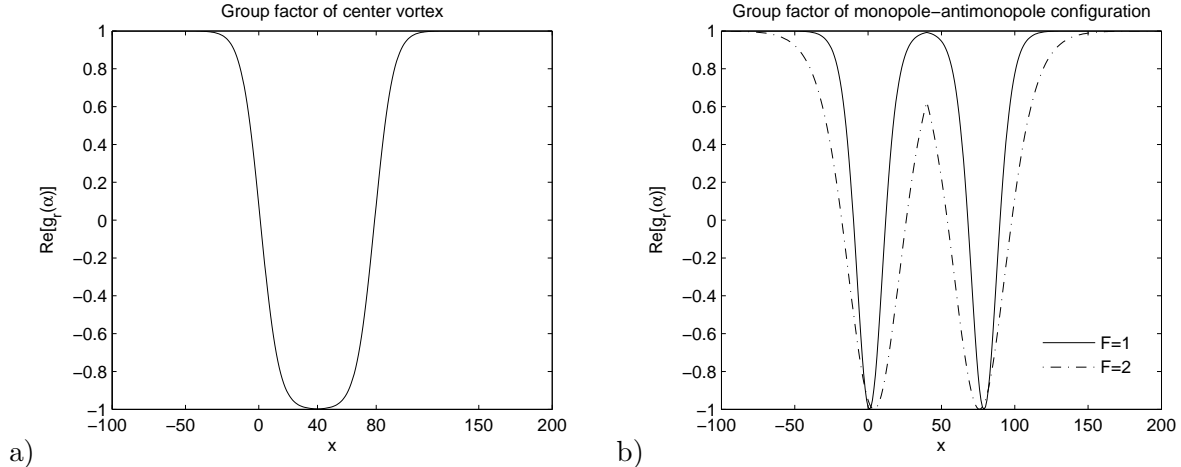 Group factor of center vortex
1
0.8
0.6
0.4
0.2
0
−0.2
−0.4
−0.6
−0.8
−1
Re[g_r(α)]
−100 −50 0 40 80 150 200
x
a)
Group factor of monopole−antimonopole configuration
1
0.8
0.6
0.4
0.2
0
−0.2
−0.4
−0.6
−0.8
−1
Re[g_r(α)]
F=1
F=2
−100 −50 0 50 100 150 200
x
b)